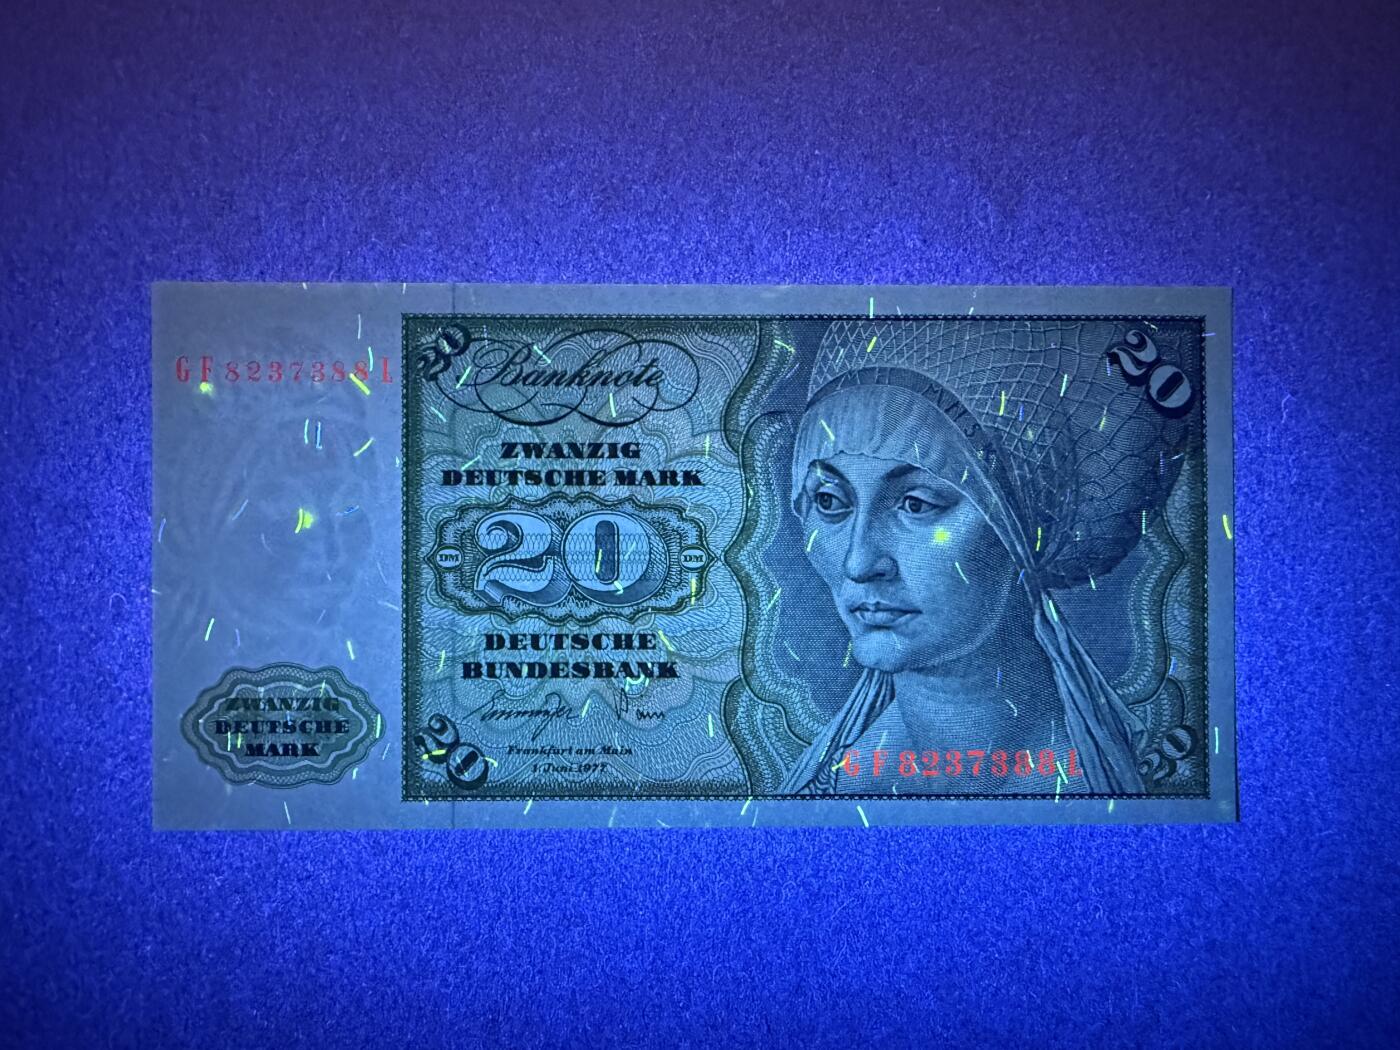 GF8237388L
20
Banknote
20
ZWANZIG
DEUTSCHE MARK
DM
20
DM
DEUTSCHE
BUNDESBANK
ZWANZIG
DEUTSCHE
MARK
Frankfurt am Main
1. Juni 1977
20
GF8237388L
20